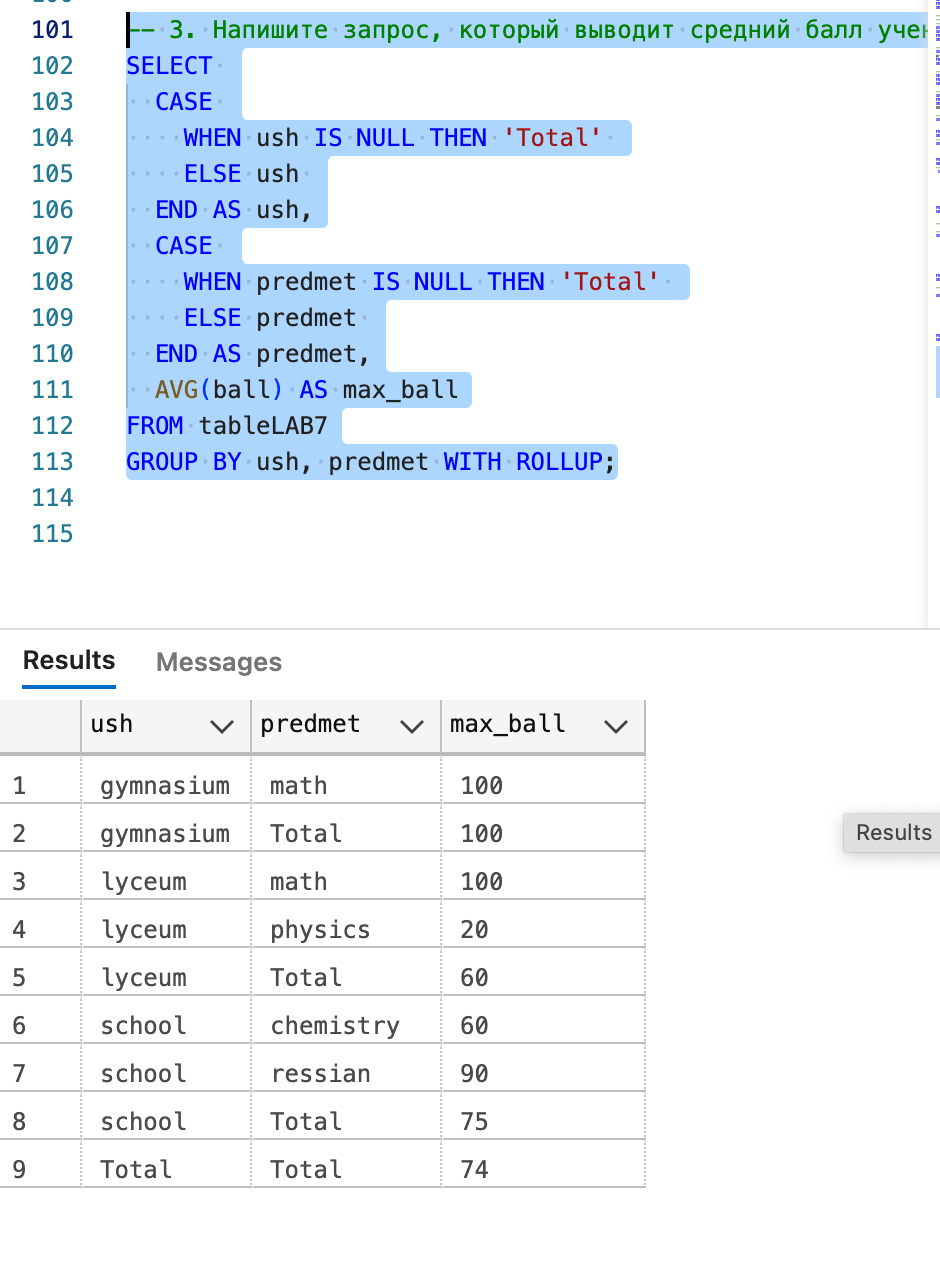 101 -- 3. Напишите запрос, который выводит средний балл
102 SELECT
103 CASE
104 WHEN ush IS NULL THEN 'Total'
105 ELSE ush
106 END AS ush,
107 CASE
108 WHEN predmet IS NULL THEN 'Total'
109 ELSE predmet
110 END AS predmet,
111 AVG(ball) AS max_ball
112 FROM tableLAB7
113 GROUP BY ush, predmet WITH ROLLUP;
114
115
Results Messages
ush predmet max_ball
1 gymnasium math 100
2 gymnasium Total 100
Results
3 lyceum math 100
4 lyceum physics 20
5 lyceum Total 60
6 school chemistry 60
7 school ressian 90
8 school Total 75
9 Total Total 74